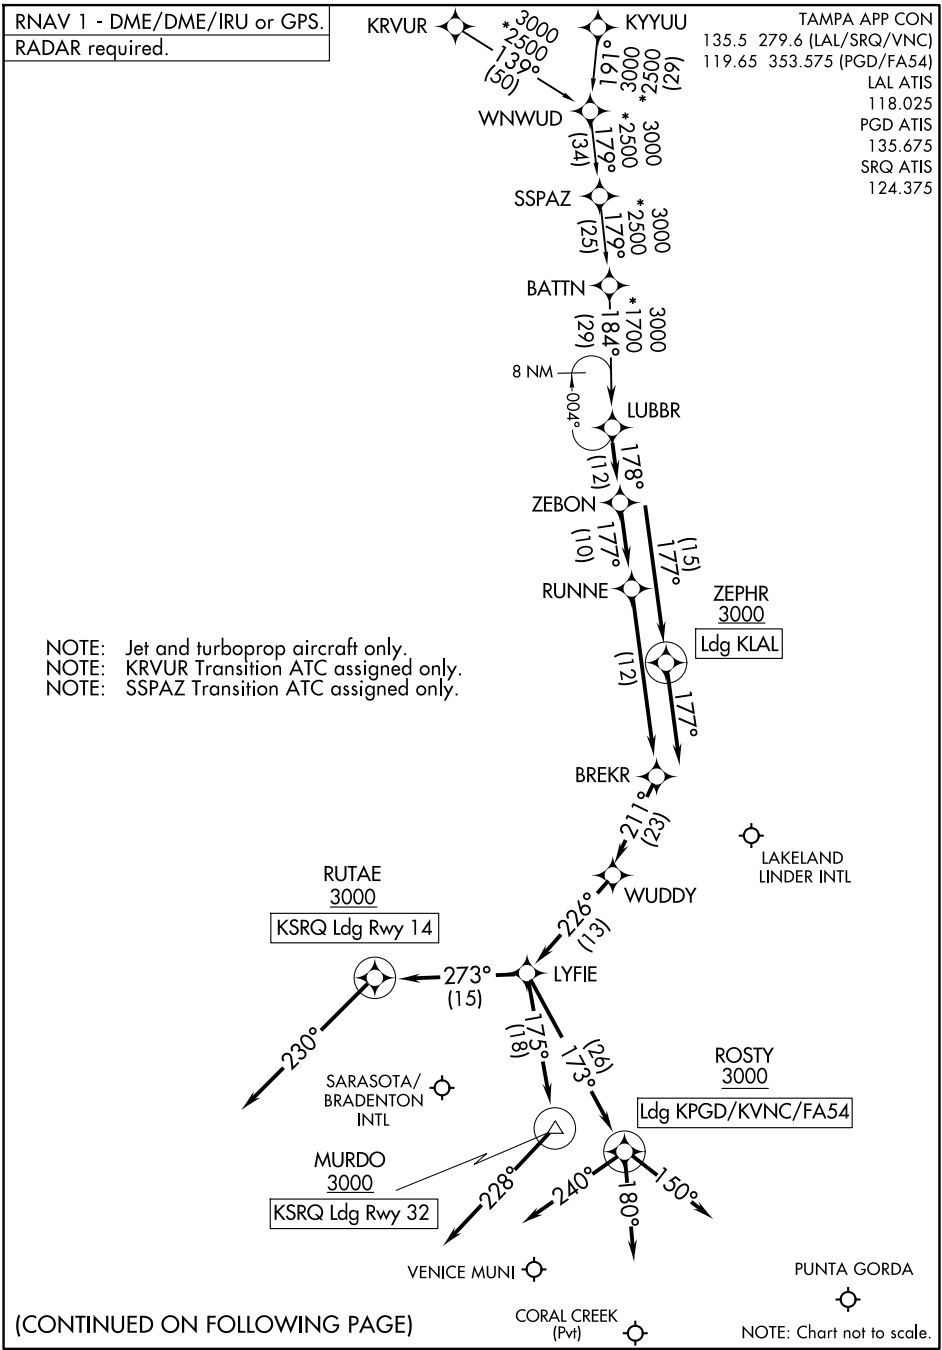 RNAV 1 - DME/DME/IRU or GPS.
RADAR required.
KRVUR
3000
*2500
139°
(50)
KYYUU
191°
3000
*2500
(29)
TAMPA APP CON
135.5 279.6 (LAL/SRQ/VNC)
119.65 353.575 (PGD/FA54)
LAL ATIS
118.025
PGD ATIS
135.675
SRQ ATIS
124.375
WNWUD
3000
*2500
179°
(34)
SSPAZ
3000
*2500
179°
(25)
BATTN
3000
*1700
184°
(29)
8 NM
004°
LUBBR
178°
(12)
ZEBON
177°
(10)
(15)
177°
RUNNE
ZEPHR
3000
Ldg KLAL
NOTE: Jet and turboprop aircraft only.
NOTE: KRVUR Transition ATC assigned only.
NOTE: SSPAZ Transition ATC assigned only.
(12)
177°
BREKR
211°
(23)
LAKELAND
LINDER INTL
WUDDY
RUTAE
3000
KSRQ Ldg Rwy 14
226°
(13)
LYFIE
273°
(15)
230°
175°
(18)
(26)
173°
SARASOTA/
BRADENTON
INTL
ROSTY
3000
Ldg KPGD/KVNC/FA54
MURDO
3000
KSRQ Ldg Rwy 32
228°
240°
180°
150°
VENICE MUNI
PUNTA GORDA
CORAL CREEK
(Pvt)
(CONTINUED ON FOLLOWING PAGE)
NOTE: Chart not to scale.